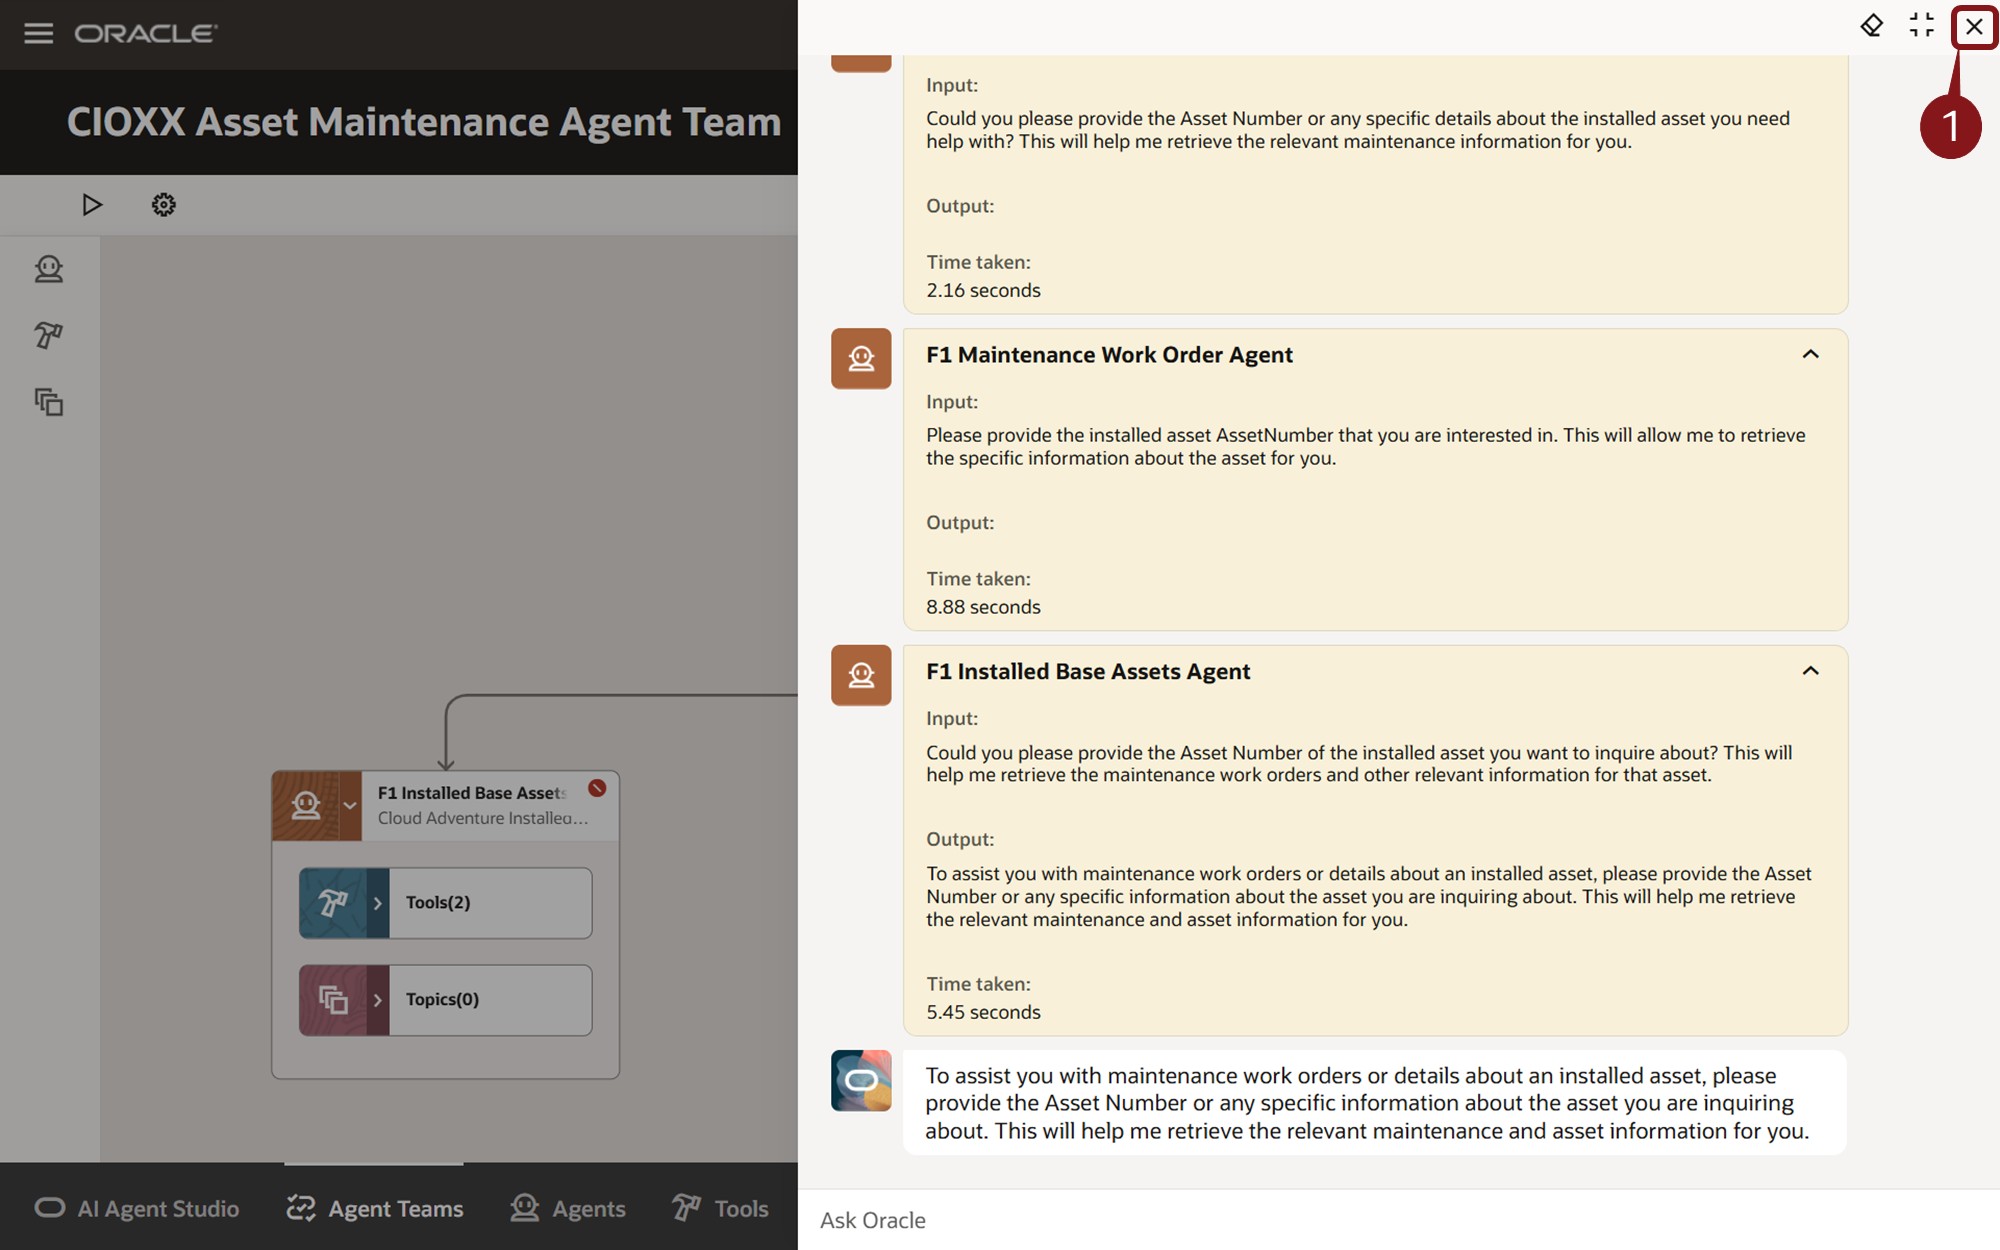 ORACLE
CIOXX Asset Maintenance Agent Team
F1 Installed Base Assets
Cloud Adventure Installed...
Tools(2)
Topics(0)
AI Agent Studio
Agent Teams
Agents
Tools
1
Input:
Could you please provide the Asset Number or any specific details about the installed asset you need
help with? This will help me retrieve the relevant maintenance information for you.
Output:
Time taken:
2.16 seconds
F1 Maintenance Work Order Agent
Input:
Please provide the installed asset AssetNumber that you are interested in. This will allow me to retrieve
the specific information about the asset for you.
Output:
Time taken:
8.88 seconds
F1 Installed Base Assets Agent
Input:
Could you please provide the Asset Number of the installed asset you want to inquire about? This will
help me retrieve the maintenance work orders and other relevant information for that asset.
Output:
To assist you with maintenance work orders or details about an installed asset, please provide the Asset
Number or any specific information about the asset you are inquiring about. This will help me retrieve
the relevant maintenance and asset information for you.
Time taken:
5.45 seconds
To assist you with maintenance work orders or details about an installed asset, please
provide the Asset Number or any specific information about the asset you are inquiring
about. This will help me retrieve the relevant maintenance and asset information for you.
Ask Oracle